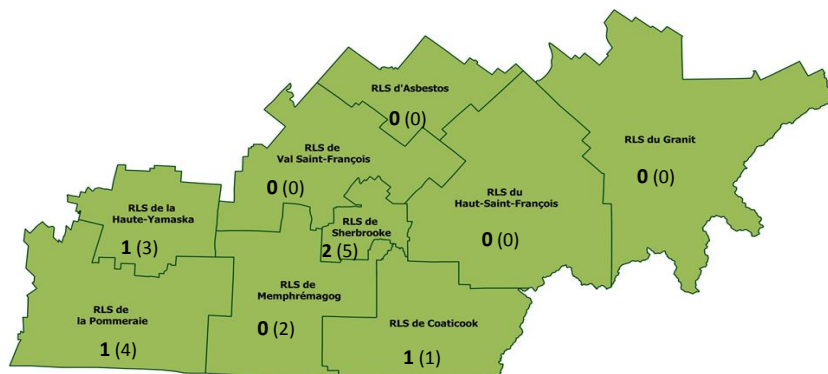 RLS d'Asbestos
0 (0)
RLS du Granit
0 (0)
RLS de
Val Saint-François
0 (0)
RLS du
Haut-Saint-François
0 (0)
RLS de la
Haute-Yamaska
1 (3)
RLS de
Sherbrooke
2 (5)
RLS de
Memphrémagog
0 (2)
RLS de
la Pommeraie
1 (4)
RLS de Coaticook
1 (1)